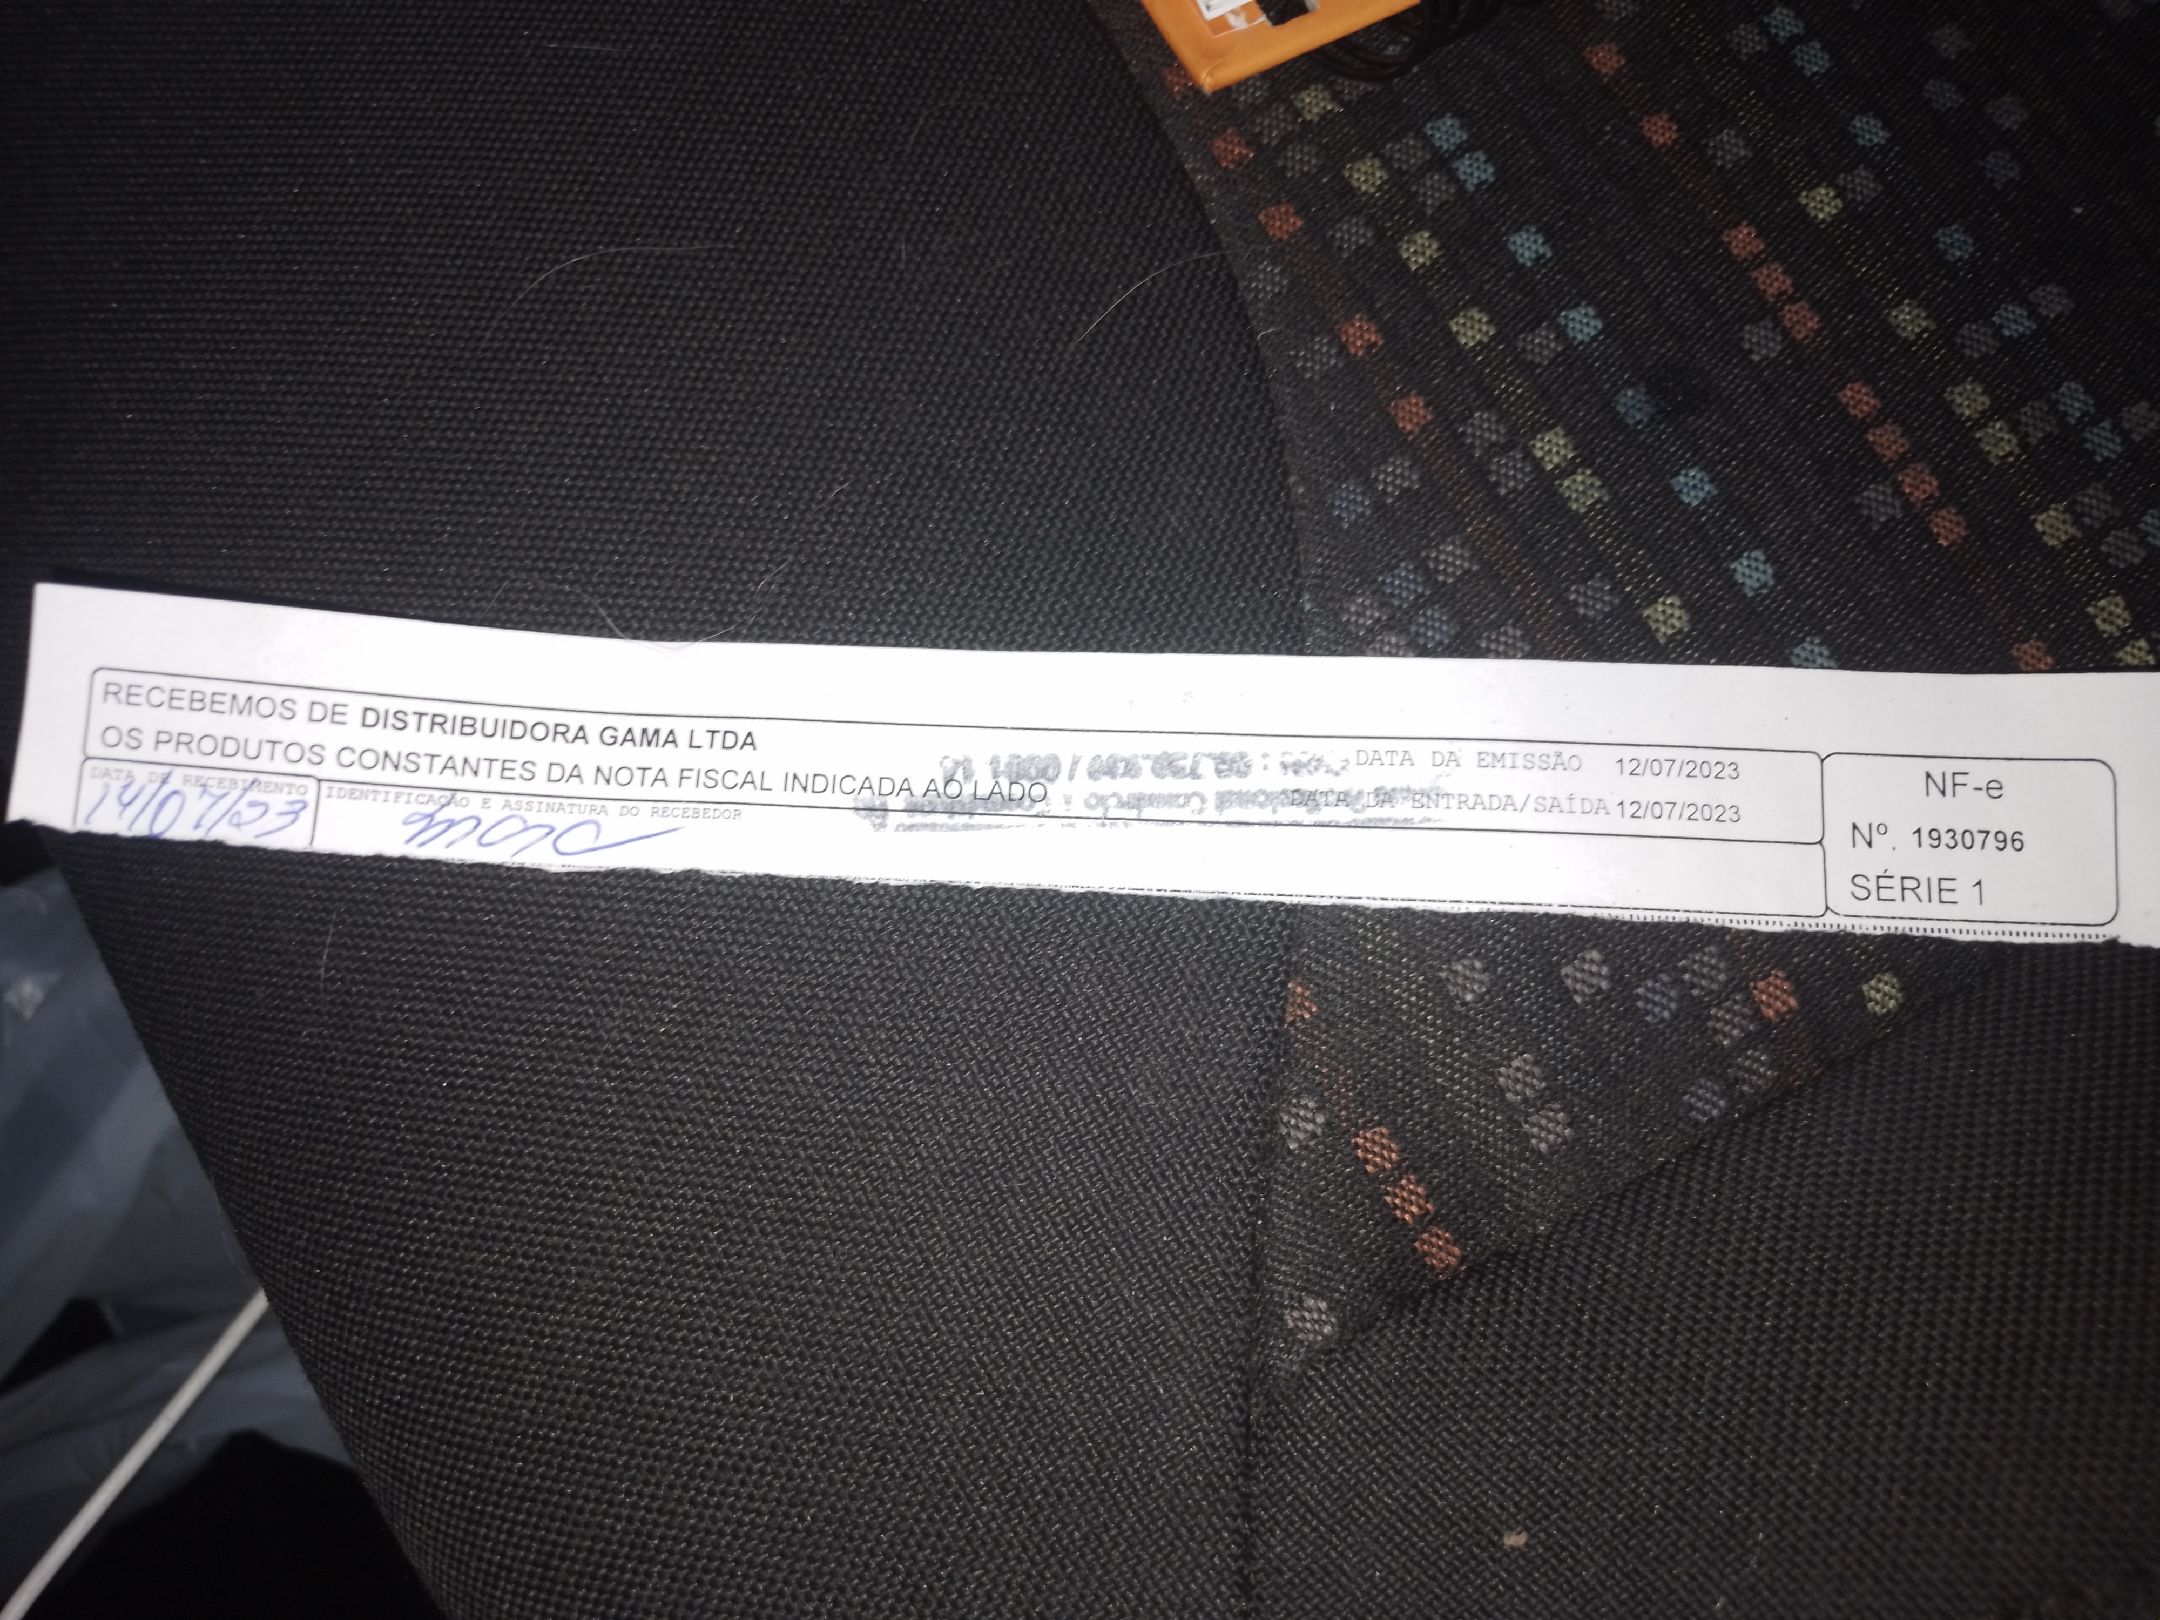 RECEBEMOS DE DISTRIBUIDORA GAMA LTDA
OS PRODUTOS CONSTANTES DA NOTA FISCAL INDICADA AO LADO
DATA DA EMISSÃO 12/07/2023
DATA DA ENTRADA/SAÍDA 12/07/2023
DATA DE RECEBIMENTO
14/07/23
IDENTIFICAÇÃO E ASSINATURA DO RECEBEDOR
NF-e
Nº. 1930796
SÉRIE 1